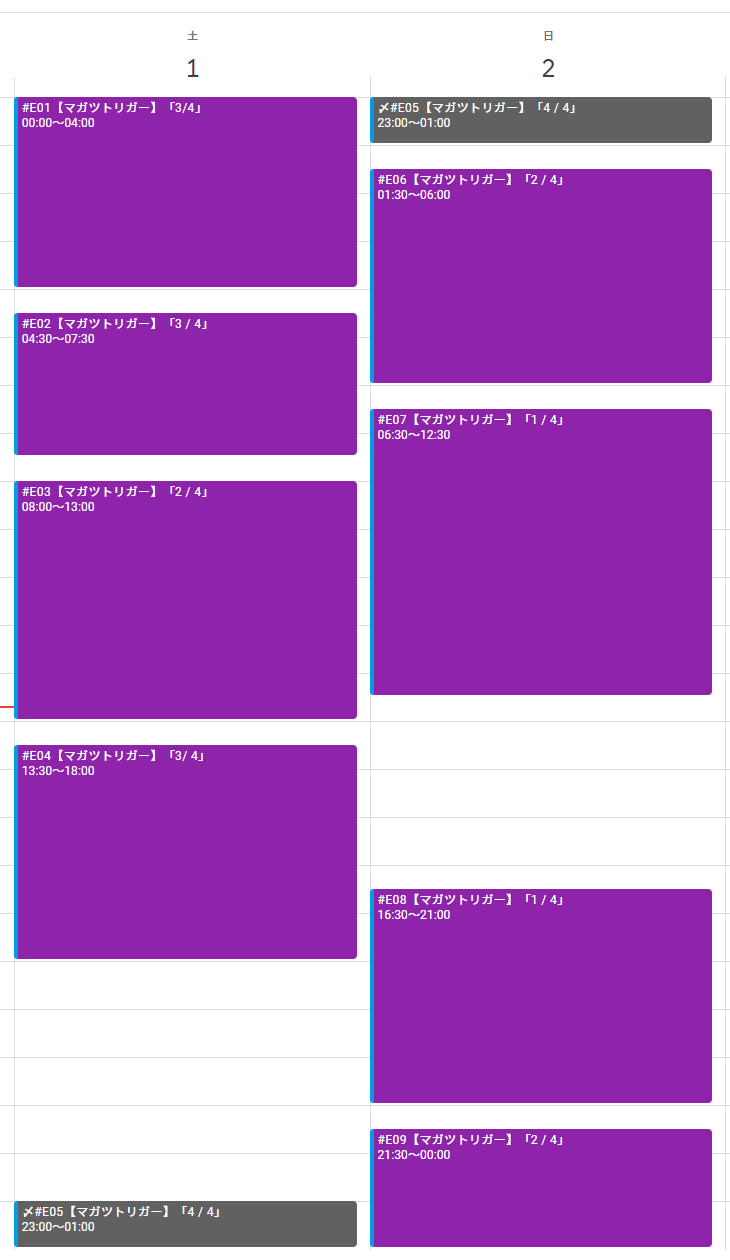 土
1
#E01【マガツトリガー】「3/4」
00:00～04:00
#E02【マガツトリガー】「3 / 4」
04:30～07:30
#E03【マガツトリガー】「2 / 4」
08:00～13:00
#E04【マガツトリガー】「3/ 4」
13:30～18:00
〆#E05【マガツトリガー】「4 / 4」
23:00～01:00
日
2
〆#E05【マガツトリガー】「4 / 4」
23:00～01:00
#E06【マガツトリガー】「2 / 4」
01:30～06:00
#E07【マガツトリガー】「1 / 4」
06:30～12:30
#E08【マガツトリガー】「1 / 4」
16:30～21:00
#E09【マガツトリガー】「2 / 4」
21:30～00:00